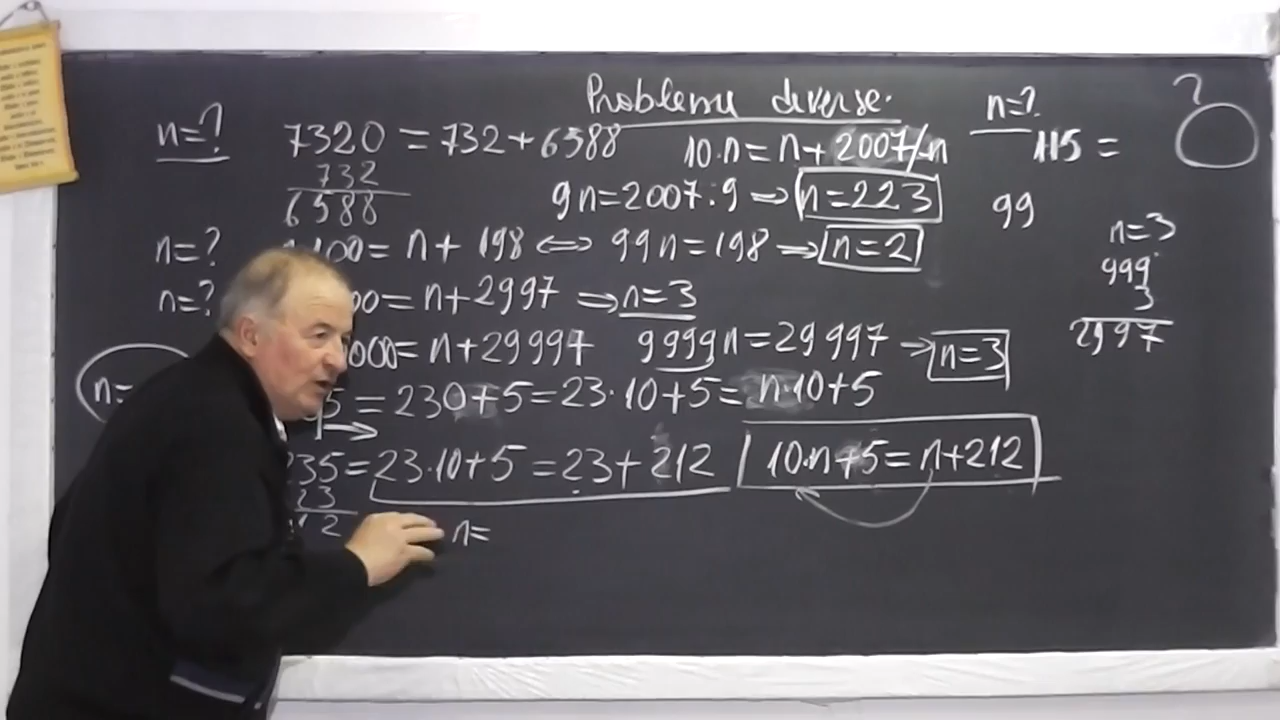 Probleme diverse.
n=? 7320 = 732+6588 10·n = n+2007/n n=? 115 = ?
732
6588 9n=2007:9 ⇒ n=223 99
n=? 100= n+198 ⇔ 99n=198 ⇒ n=2 n=3
n=? 00= n+2997 ⇒ n=3 999
3
000= n+29997 9999n=29997 → n=3 2997
n= 5=230+5=23·10+5= n·10+5
235=23·10+5=23+212 10·n+5=n+212
23
12 n=